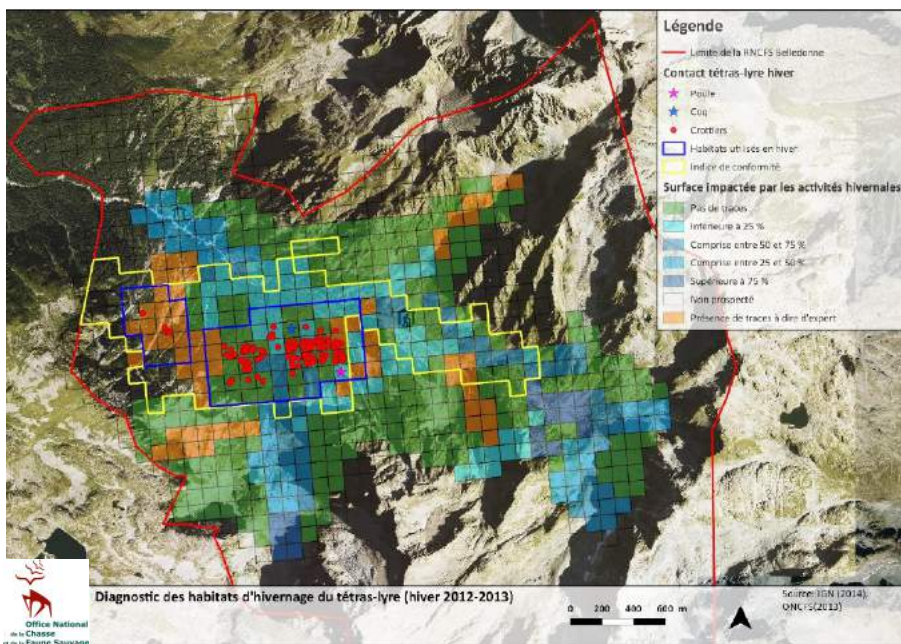 Légende
Limite de la RNCFS Belledonne
Contact tétras-lyre hiver
Poule
Coq
Crottiers
Habitats utilisés en hiver
Indice de conformité
Surface impactée par les activités hivernales
Pas de traces
Inférieure à 25 %
Comprise entre 50 et 75 %
Comprise entre 25 et 50 %
Supérieure à 75 %
Non prospecté
Présence de traces à dire d'expert
Diagnostic des habitats d'hivernage du tétras-lyre (hiver 2012-2013)
0 200 400 600 m
Source: IGN (2014),
ONCFS(2013)
Office National
de la Chasse
et de la Faune Sauvage